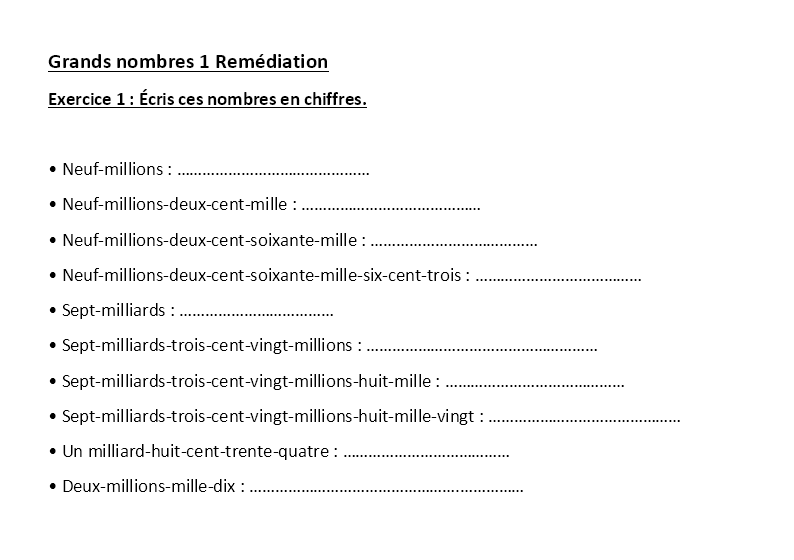 Grands nombres 1 Remédiation
Exercice 1 : Écris ces nombres en chiffres.
• Neuf-millions : ………………………………………
• Neuf-millions-deux-cent-mille : ……………………………………
• Neuf-millions-deux-cent-soixante-mille : …………………………………
• Neuf-millions-deux-cent-soixante-mille-six-cent-trois : …………………………………
• Sept-milliards : ………………………………
• Sept-milliards-trois-cent-vingt-millions : ………………………………………………
• Sept-milliards-trois-cent-vingt-millions-huit-mille : ……………………………………
• Sept-milliards-trois-cent-vingt-millions-huit-mille-vingt : ………………………………………
• Un milliard-huit-cent-trente-quatre : …………………………………
• Deux-millions-mille-dix : ………………………………………………………